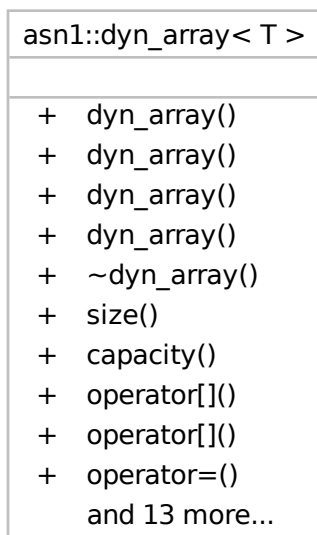 asn1::dyn_array< T >
+ dyn_array()
+ dyn_array()
+ dyn_array()
+ dyn_array()
+ ~dyn_array()
+ size()
+ capacity()
+ operator[]()
+ operator[]()
+ operator=()
and 13 more...